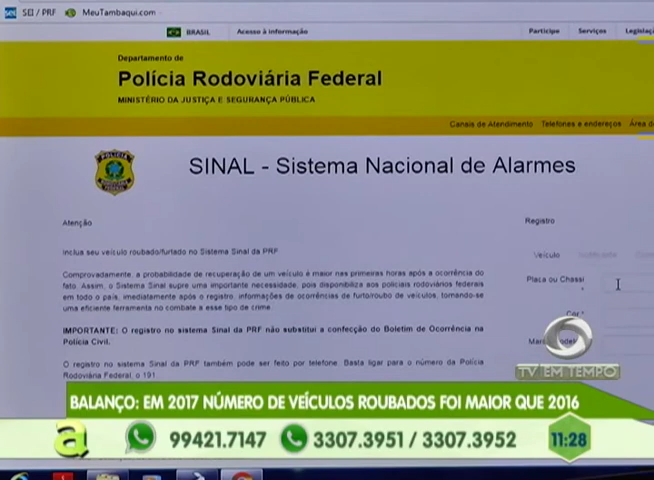 SEI / PRF MeuTambaqui.com
BRASIL Acesso à informação Participe Serviços
Departamento de
Polícia Rodoviária Federal
MINISTÉRIO DA JUSTIÇA E SEGURANÇA PÚBLICA
Canais de Atendimento Telefones e endereços
SINAL - Sistema Nacional de Alarmes
Atenção
Registro
Inclua seu veículo roubado/furtado no Sistema Sinal da PRF
Veículo
Comprovadamente, a probabilidade de recuperação de um veículo é maior nas primeiras horas após a ocorrência do
fato. Assim, o Sistema Sinal supre uma importante necessidade, pois disponibiliza aos policiais rodoviários federais
em todo o país, imediatamente após o registro, informações de ocorrências de furto/roubo de veículos, tornando-se
uma eficiente ferramenta no combate a esse tipo de crime.
Placa ou Chassi
IMPORTANTE: O registro no sistema Sinal da PRF não substitui a confecção do Boletim de Ocorrência na
Polícia Civil.
O registro no sistema Sinal da PRF também pode ser feito por telefone. Basta ligar para o número da Polícia
Rodoviária Federal, o 191.
TV EM TEMPO
BALANÇO: EM 2017 NÚMERO DE VEÍCULOS ROUBADOS FOI MAIOR QUE 2016
a 99421.7147 3307.3951 / 3307.3952 11:28